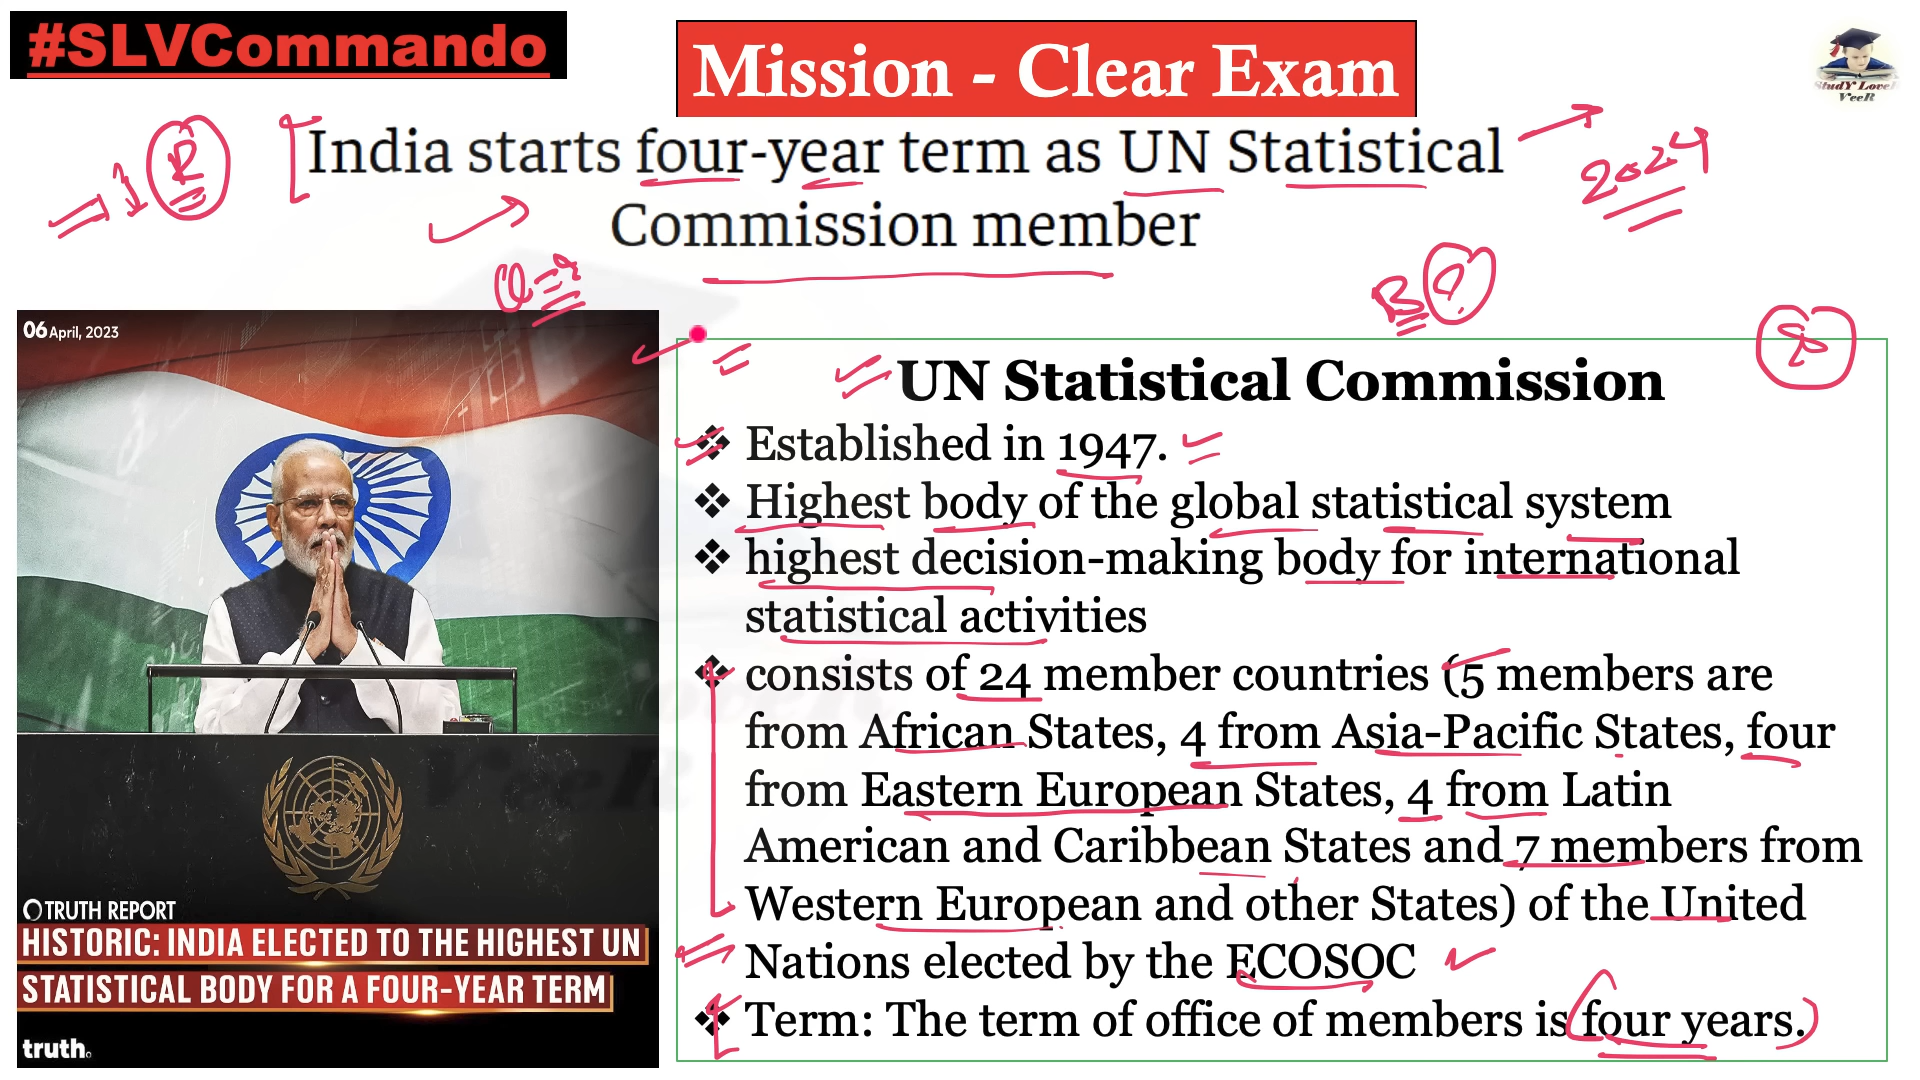 #SLVCommando
Mission - Clear Exam
StudY LoveR
VeeR
India starts four-year term as UN Statistical
Commission member
2024
06 April, 2023
UN Statistical Commission
❖ Established in 1947.
❖ Highest body of the global statistical system
❖ highest decision-making body for international
statistical activities
❖ consists of 24 member countries (5 members are
from African States, 4 from Asia-Pacific States, four
from Eastern European States, 4 from Latin
American and Caribbean States and 7 members from
Western European and other States) of the United
Nations elected by the ECOSOC
❖ Term: The term of office of members is four years.
TRUTH REPORT
HISTORIC: INDIA ELECTED TO THE HIGHEST UN
STATISTICAL BODY FOR A FOUR-YEAR TERM
truth.